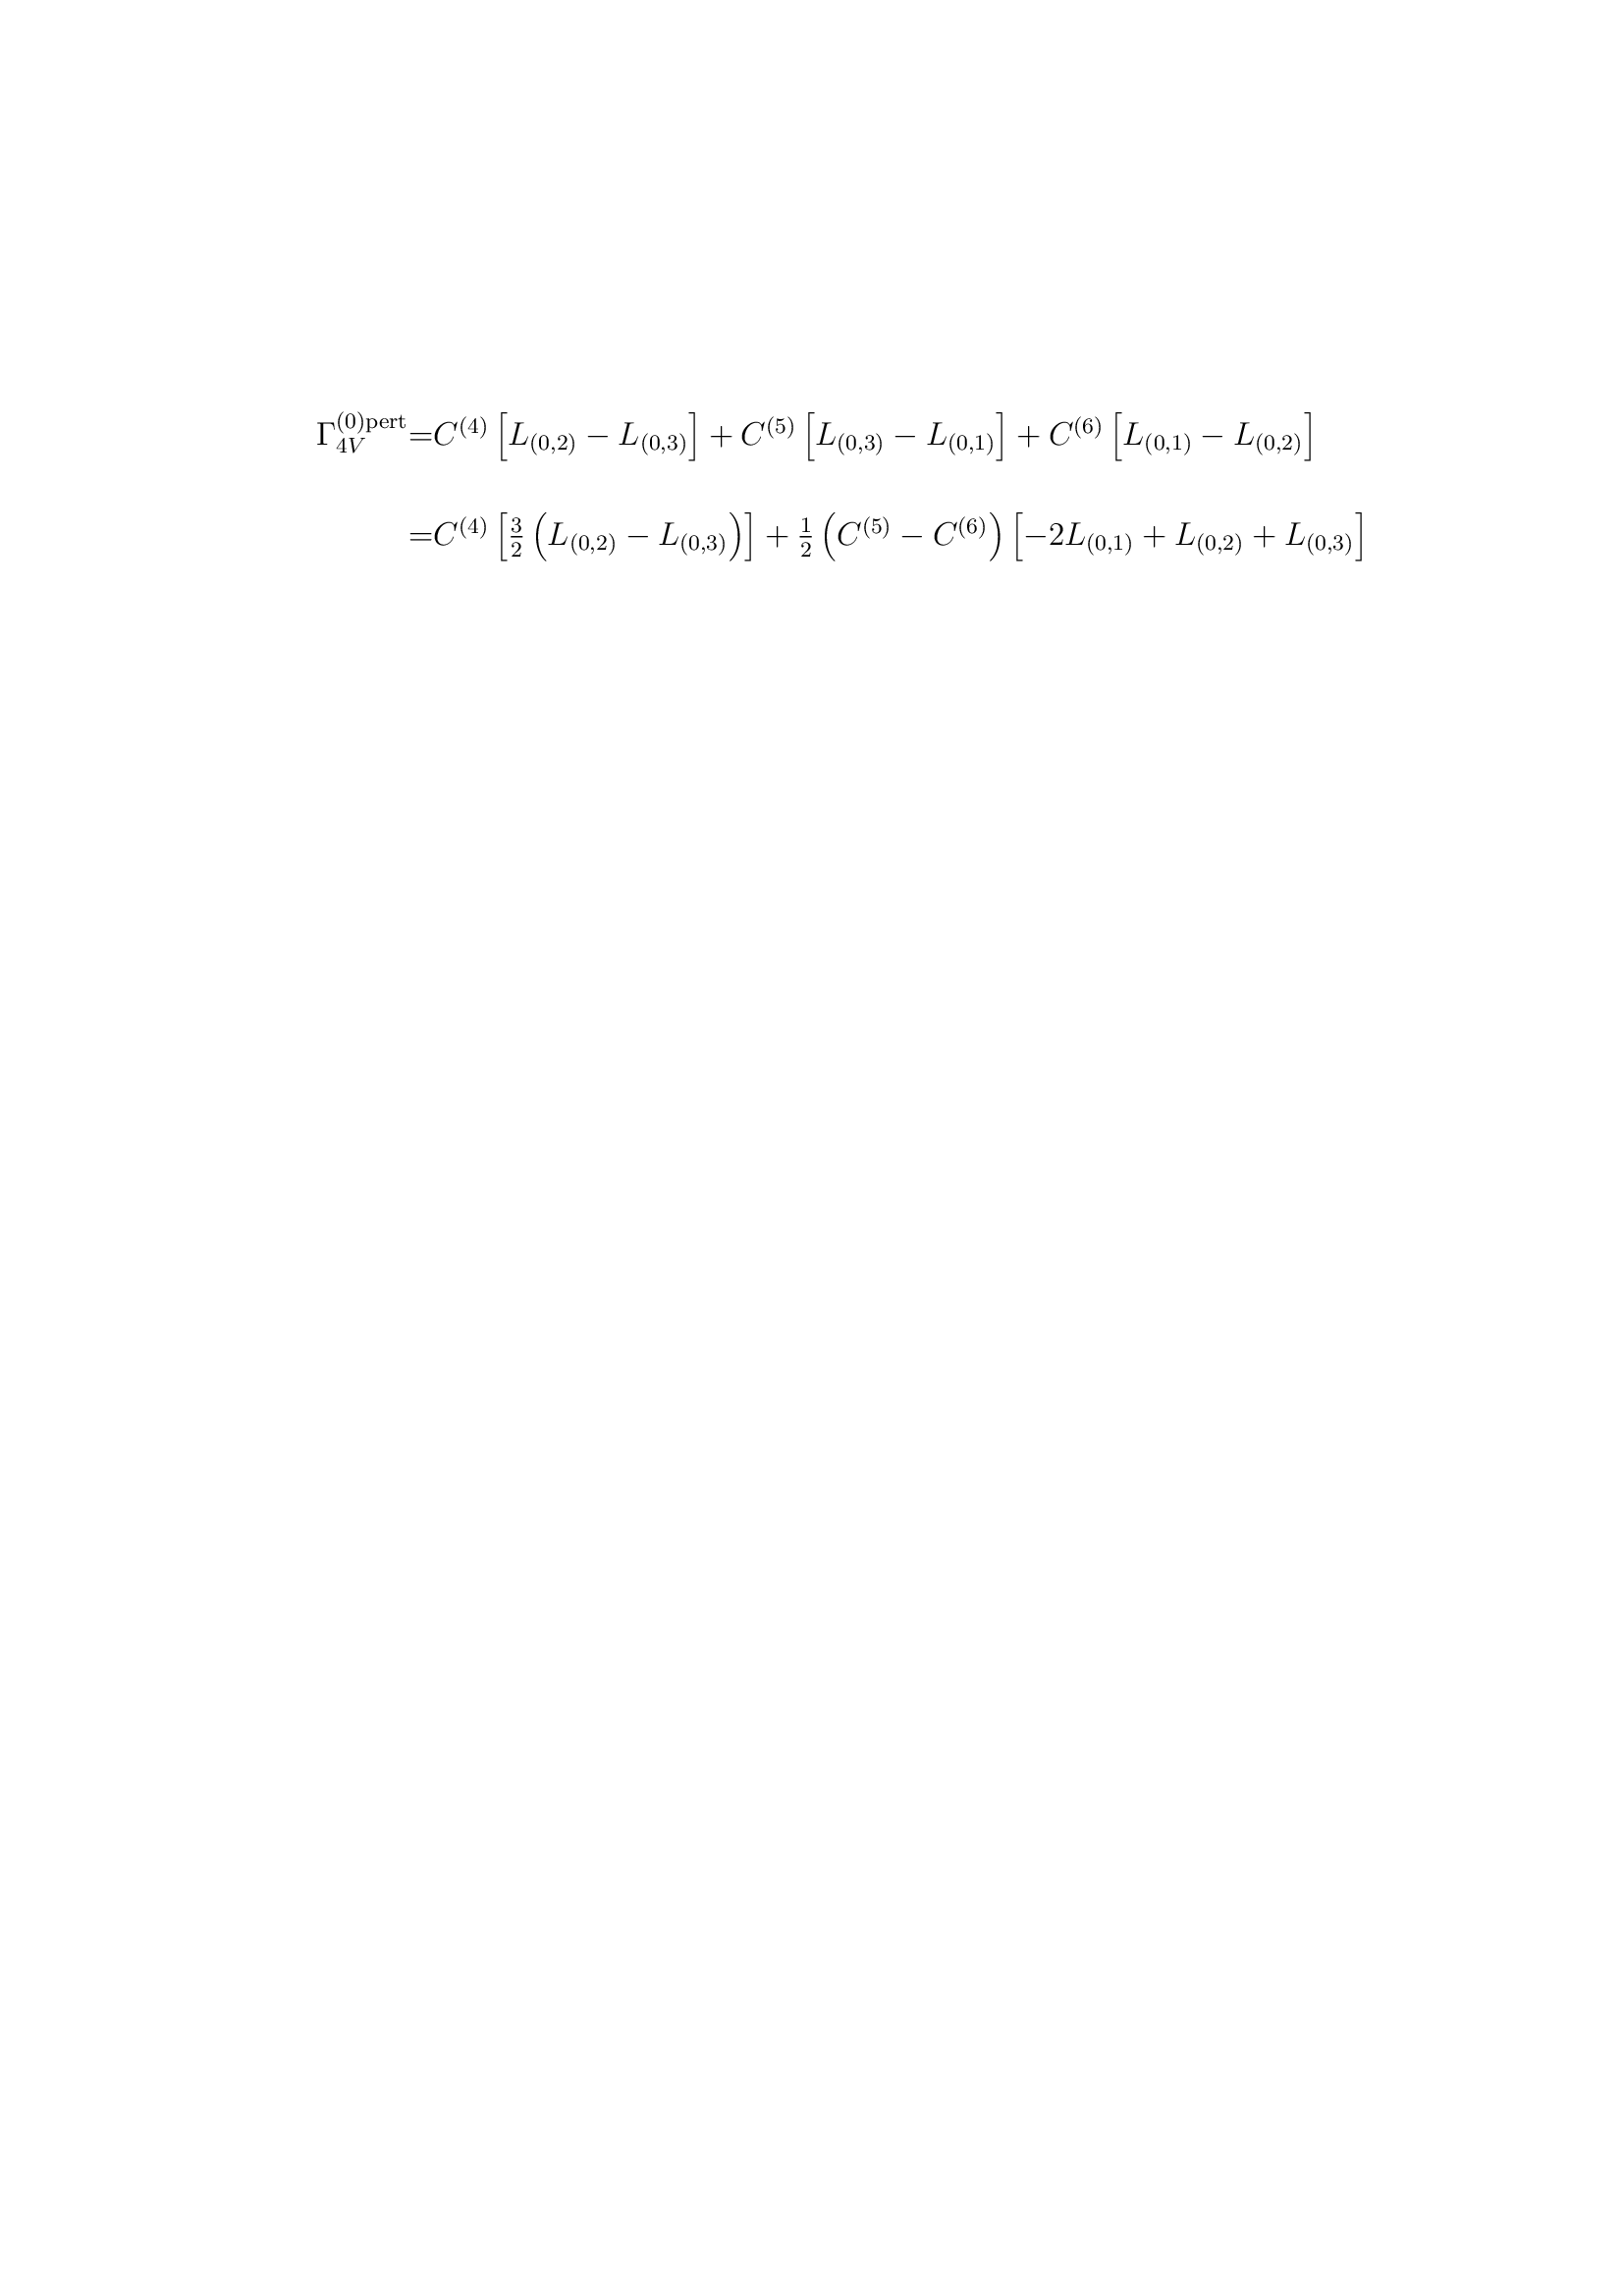 $\Gamma_{4V}^{(0)\mathrm{pert}} = C^{(4)} \left[ L_{(0,2)} - L_{(0,3)} \right] + C^{(5)} \left[ L_{(0,3)} - L_{(0,1)} \right] + C^{(6)} \left[ L_{(0,1)} - L_{(0,2)} \right]$
$= C^{(4)} \left[ \frac{3}{2} \left( L_{(0,2)} - L_{(0,3)} \right) \right] + \frac{1}{2} \left( C^{(5)} - C^{(6)} \right) \left[ -2L_{(0,1)} + L_{(0,2)} + L_{(0,3)} \right]$